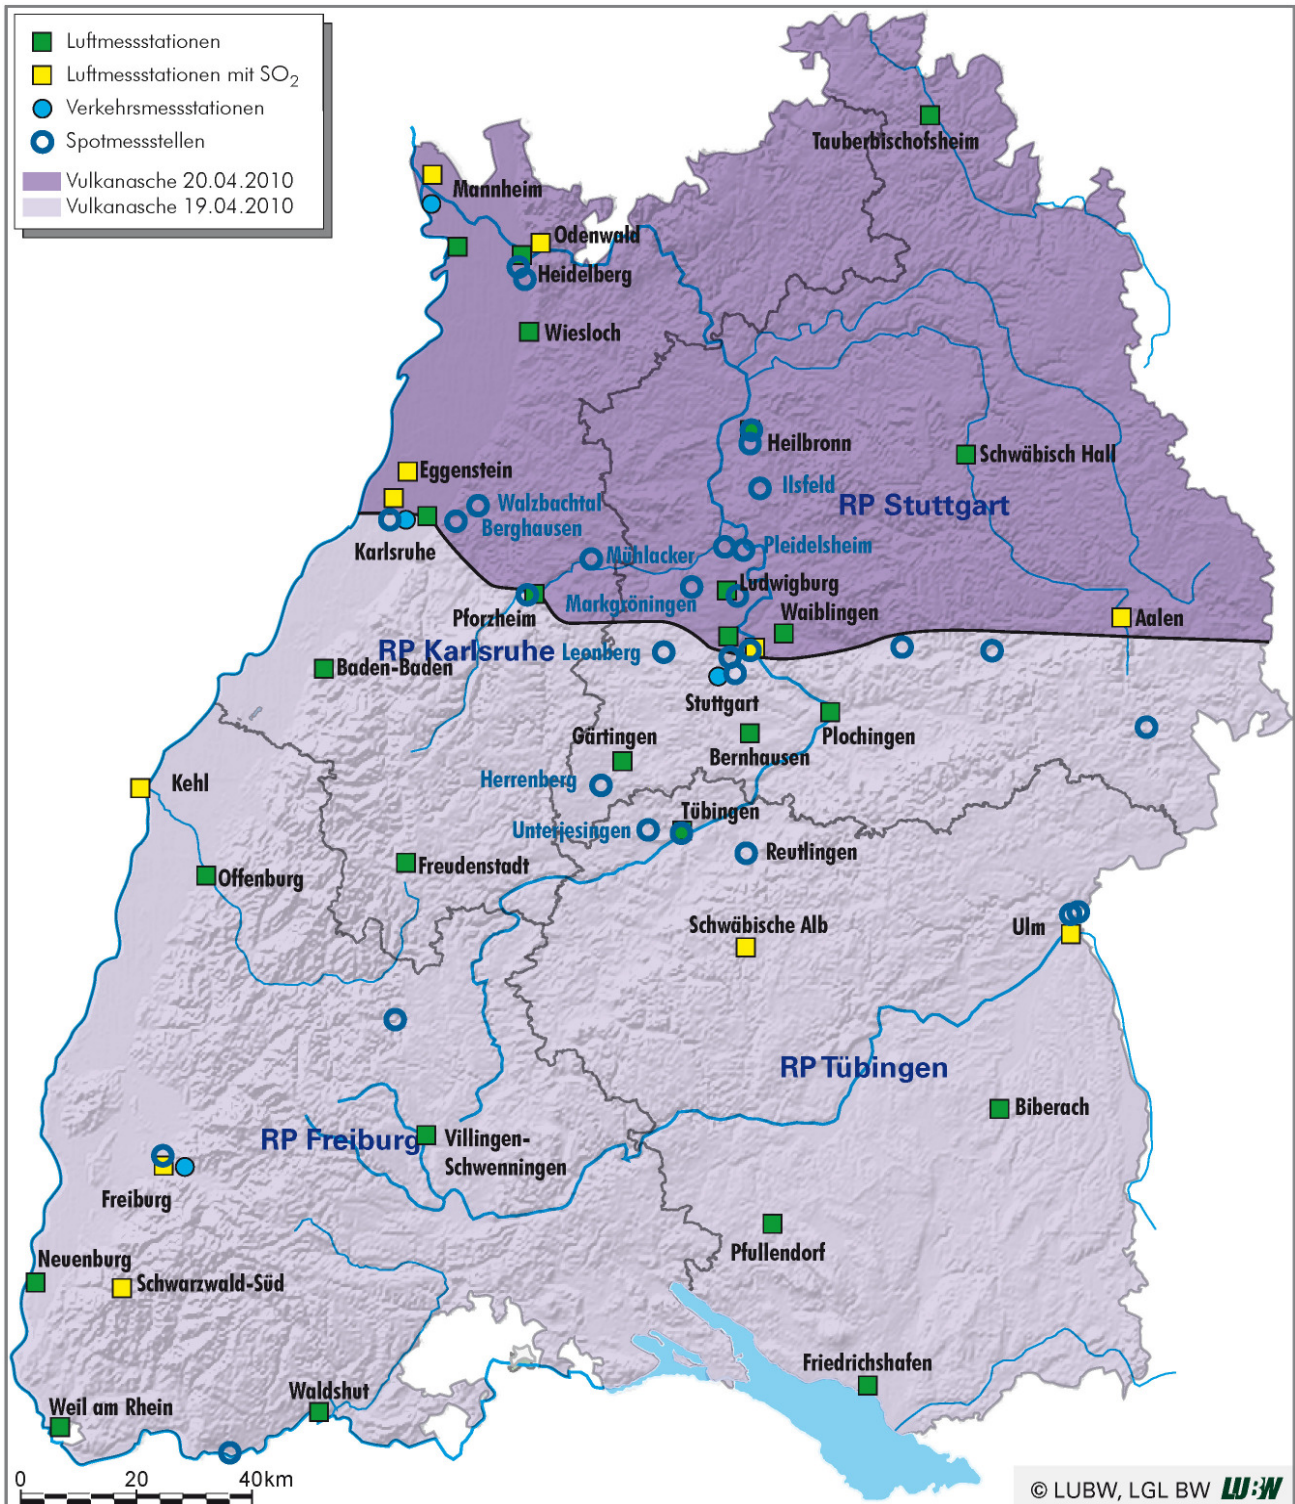 Luftmessstationen
Luftmessstationen mit SO₂
Verkehrsmessstationen
Spotmessstellen
Vulkanasche 20.04.2010
Vulkanasche 19.04.2010
Tauberbischofsheim
Mannheim
Odenwald
Heidelberg
Wiesloch
Heilbronn
Schwäbisch Hall
Eggenstein
Ilsfeld
Walzbachtal
RP Stuttgart
Berghausen
Karlsruhe
Pleidelsheim
Mühlacker
Ludwigburg
Markgröningen
Waiblingen
Pforzheim
Aalen
RP Karlsruhe
Leonberg
Baden-Baden
Stuttgart
Gärtingen
Plochingen
Bernhausen
Herrenberg
Kehl
Tübingen
Unterjesingen
Reutlingen
Freudenstadt
Offenburg
Schwäbische Alb
Ulm
RP Tübingen
Biberach
RP Freiburg
Villingen-
Schwenningen
Freiburg
Pfullendorf
Neuenburg
Schwarzwald-Süd
Friedrichshafen
Waldshut
Weil am Rhein
0 20 40km
© LUBW, LGL BW LUBW